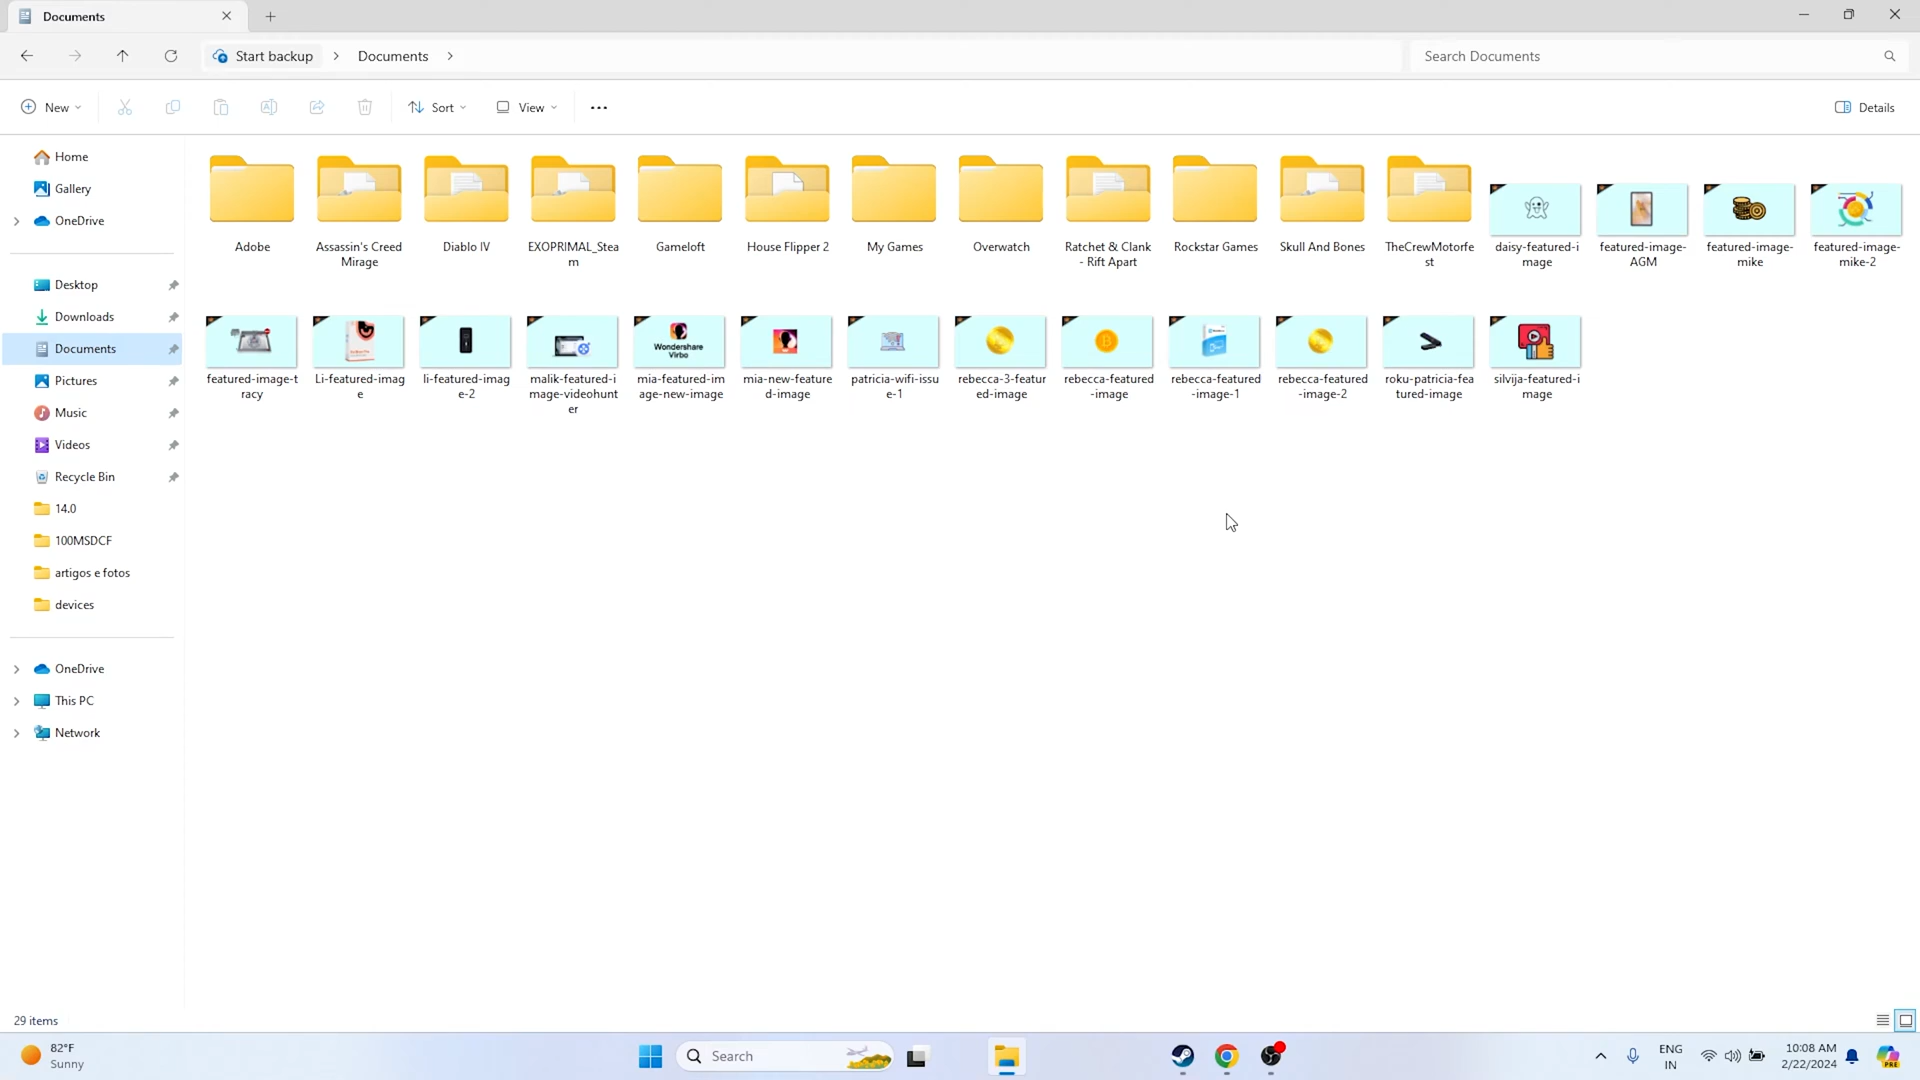 Documents
Start backup
Documents
Search Documents
New
Sort
View
Details
Home
Gallery
OneDrive
Desktop
Downloads
Documents
Pictures
Music
Videos
Recycle Bin
14.0
100MSDCF
artigos e fotos
devices
OneDrive
This PC
Network
Adobe
Assassin's Creed
Mirage
Diablo IV
EXOPRIMAL_Stea
m
Gameloft
House Flipper 2
My Games
Overwatch
Ratchet & Clank
- Rift Apart
Rockstar Games
Skull And Bones
TheCrewMotorfe
st
daisy-featured-i
mage
featured-image-
AGM
featured-image-
mike
featured-image-
mike-2
featured-image-t
racy
Li-featured-imag
e
li-featured-imag
e-2
malik-featured-i
mage-videohunt
er
Wondershare
Virbo
mia-featured-im
age-new-image
mia-new-feature
d-image
patricia-wifi-issu
e-1
rebecca-3-featur
ed-image
rebecca-featured
-image
rebecca-featured
-image-1
rebecca-featured
-image-2
roku-patricia-fea
tured-image
silvija-featured-i
mage
29 items
82°F
Sunny
Search
ENG
IN
10:08 AM
2/22/2024
PRE